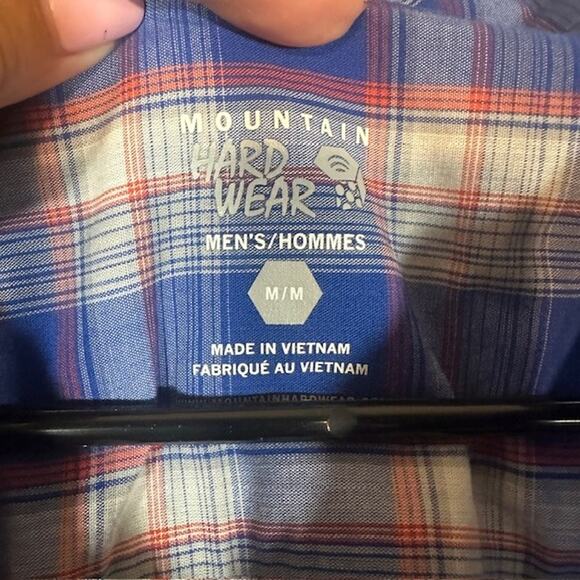 MOUNTAIN
HARD
WEAR
MEN'S/HOMMES
M/M
MADE IN VIETNAM
FABRIQUÉ AU VIETNAM